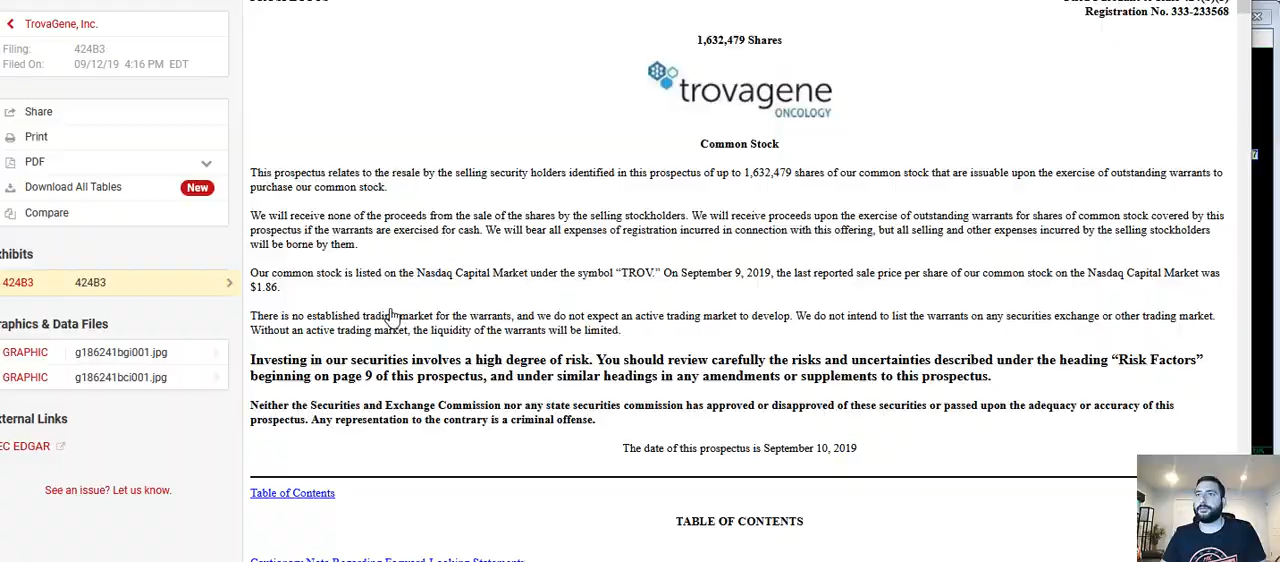 TrovaGene, Inc.
Filing: 424B3
Filed On: 09/12/19 4:16 PM EDT
Share
Print
PDF
Download All Tables New
Compare
xhibits
424B3 424B3
raphics & Data Files
GRAPHIC g186241bgi001.jpg
GRAPHIC g186241bci001.jpg
xternal Links
EC EDGAR
See an issue? Let us know.
Registration No. 333-233568
1,632,479 Shares
trovagene
ONCOLOGY
Common Stock
This prospectus relates to the resale by the selling security holders identified in this prospectus of up to 1,632,479 shares of our common stock that are issuable upon the exercise of outstanding warrants to
purchase our common stock.
We will receive none of the proceeds from the sale of the shares by the selling stockholders. We will receive proceeds upon the exercise of outstanding warrants for shares of common stock covered by this
prospectus if the warrants are exercised for cash. We will bear all expenses of registration incurred in connection with this offering, but all selling and other expenses incurred by the selling stockholders
will be borne by them.
Our common stock is listed on the Nasdaq Capital Market under the symbol “TROV.” On September 9, 2019, the last reported sale price per share of our common stock on the Nasdaq Capital Market was
$1.86.
There is no established trading market for the warrants, and we do not expect an active trading market to develop. We do not intend to list the warrants on any securities exchange or other trading market.
Without an active trading market, the liquidity of the warrants will be limited.
Investing in our securities involves a high degree of risk. You should review carefully the risks and uncertainties described under the heading “Risk Factors”
beginning on page 9 of this prospectus, and under similar headings in any amendments or supplements to this prospectus.
Neither the Securities and Exchange Commission nor any state securities commission has approved or disapproved of these securities or passed upon the adequacy or accuracy of this
prospectus. Any representation to the contrary is a criminal offense.
The date of this prospectus is September 10, 2019
Table of Contents
TABLE OF CONTENTS
Cautionary Note Regarding Forward-Looking Statements